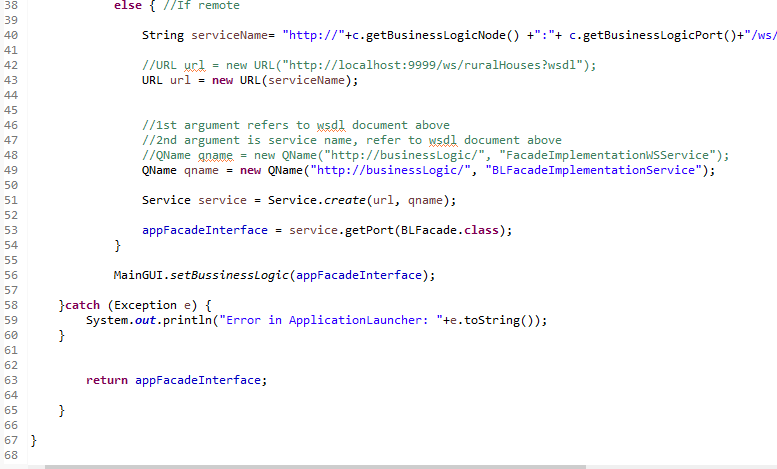 38 else { //If remote
39
40 String serviceName= "http://"+c.getBusinessLogicNode() +":"+ c.getBusinessLogicPort()+"/ws/
41
42 //URL url = new URL("http://localhost:9999/ws/ruralHouses?wsdl");
43 URL url = new URL(serviceName);
44
45
46 //1st argument refers to wsdl document above
47 //2nd argument is service name, refer to wsdl document above
48 //QName qname = new QName("http://businessLogic/", "FacadeImplementationWSService");
49 QName qname = new QName("http://businessLogic/", "BLFacadeImplementationService");
50
51 Service service = Service.create(url, qname);
52
53 appFacadeInterface = service.getPort(BLFacade.class);
54 }
55
56 MainGUI.setBussinessLogic(appFacadeInterface);
57
58 }catch (Exception e) {
59 System.out.println("Error in ApplicationLauncher: "+e.toString());
60 }
61
62
63 return appFacadeInterface;
64
65 }
66
67 }
68